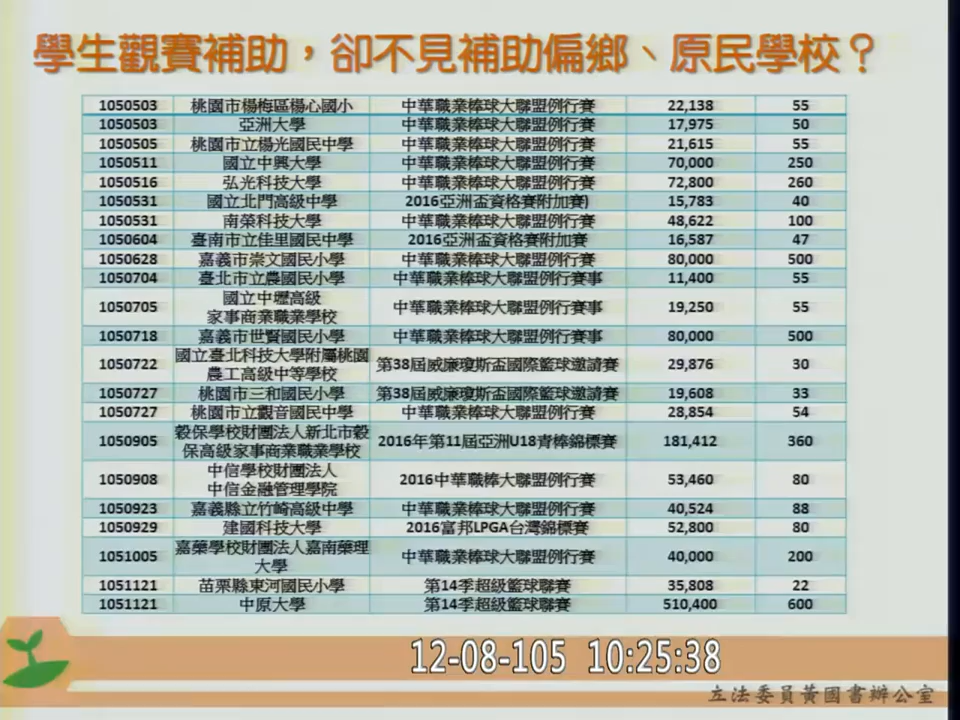 學生觀賽補助，卻不見補助偏鄉、原民學校？
1050503 桃園市楊梅區楊心國小 中華職業棒球大聯盟例行賽 22,138 55
1050503 亞洲大學 中華職業棒球大聯盟例行賽 17,975 50
1050505 桃園市立楊光國民中學 中華職業棒球大聯盟例行賽 21,615 55
1050511 國立中興大學 中華職業棒球大聯盟例行賽 70,000 250
1050516 弘光科技大學 中華職業棒球大聯盟例行賽 72,800 260
1050531 國立北門高級中學 2016亞洲盃資格賽附加賽) 15,783 40
1050531 南榮科技大學 中華職業棒球大聯盟例行賽 48,622 100
1050604 臺南市立佳里國民中學 2016亞洲盃資格賽附加賽 16,587 47
1050628 嘉義市崇文國民小學 中華職業棒球大聯盟例行賽 80,000 500
1050704 臺北市立農國民小學 中華職業棒球大聯盟例行賽事 11,400 55
1050705 國立中壢高級
家事商業職業學校 中華職業棒球大聯盟例行賽事 19,250 55
1050718 嘉義市世賢國民小學 中華職業棒球大聯盟例行賽事 80,000 500
1050722 國立臺北科技大學附屬桃園
農工高級中等學校 第38屆威廉瓊斯盃國際籃球邀請賽 29,876 30
1050727 桃園市三和國民小學 第38屆威廉瓊斯盃國際籃球邀請賽 19,608 33
1050727 桃園市立觀音國民中學 中華職業棒球大聯盟例行賽 28,854 54
1050905 穀保學校財團法人新北市穀
保高級家事商業職業學校 2016年第11屆亞洲U18青棒錦標賽 181,412 360
1050908 中信學校財團法人
中信金融管理學院 2016中華職棒大聯盟例行賽 53,460 80
1050923 嘉義縣立竹崎高級中學 中華職業棒球大聯盟例行賽 40,524 88
1050929 建國科技大學 2016富邦LPGA台灣錦標賽 52,800 80
1051005 嘉藥學校財團法人嘉南藥理
大學 中華職業棒球大聯盟例行賽 40,000 200
1051121 苗栗縣東河國民小學 第14季超級籃球聯賽 35,808 22
1051121 中原大學 第14季超級籃球聯賽 510,400 600
12-08-105 10:25:38
立法委員黃國書辦公室